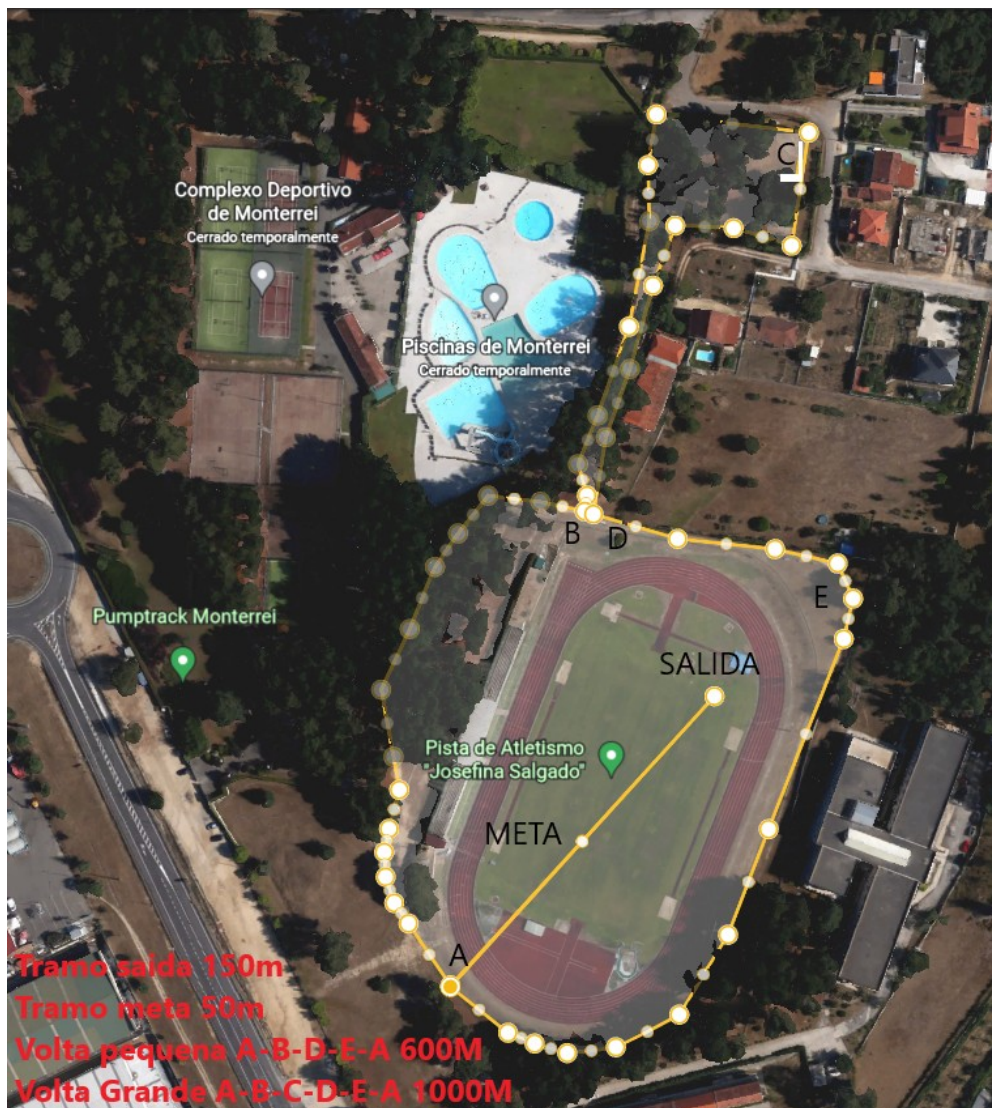 C
Complexo Deportivo
de Monterrei
Cerrado temporalmente
Piscinas de Monterrei
Cerrado temporalmente
B
D
E
Pumptrack Monterrei
SALIDA
Pista de Atletismo
"Josefina Salgado"
META
A
Tramo saida 150m
Tramo meta 50m
Volta pequena A-B-D-E-A 600M
Volta Grande A-B-C-D-E-A 1000M